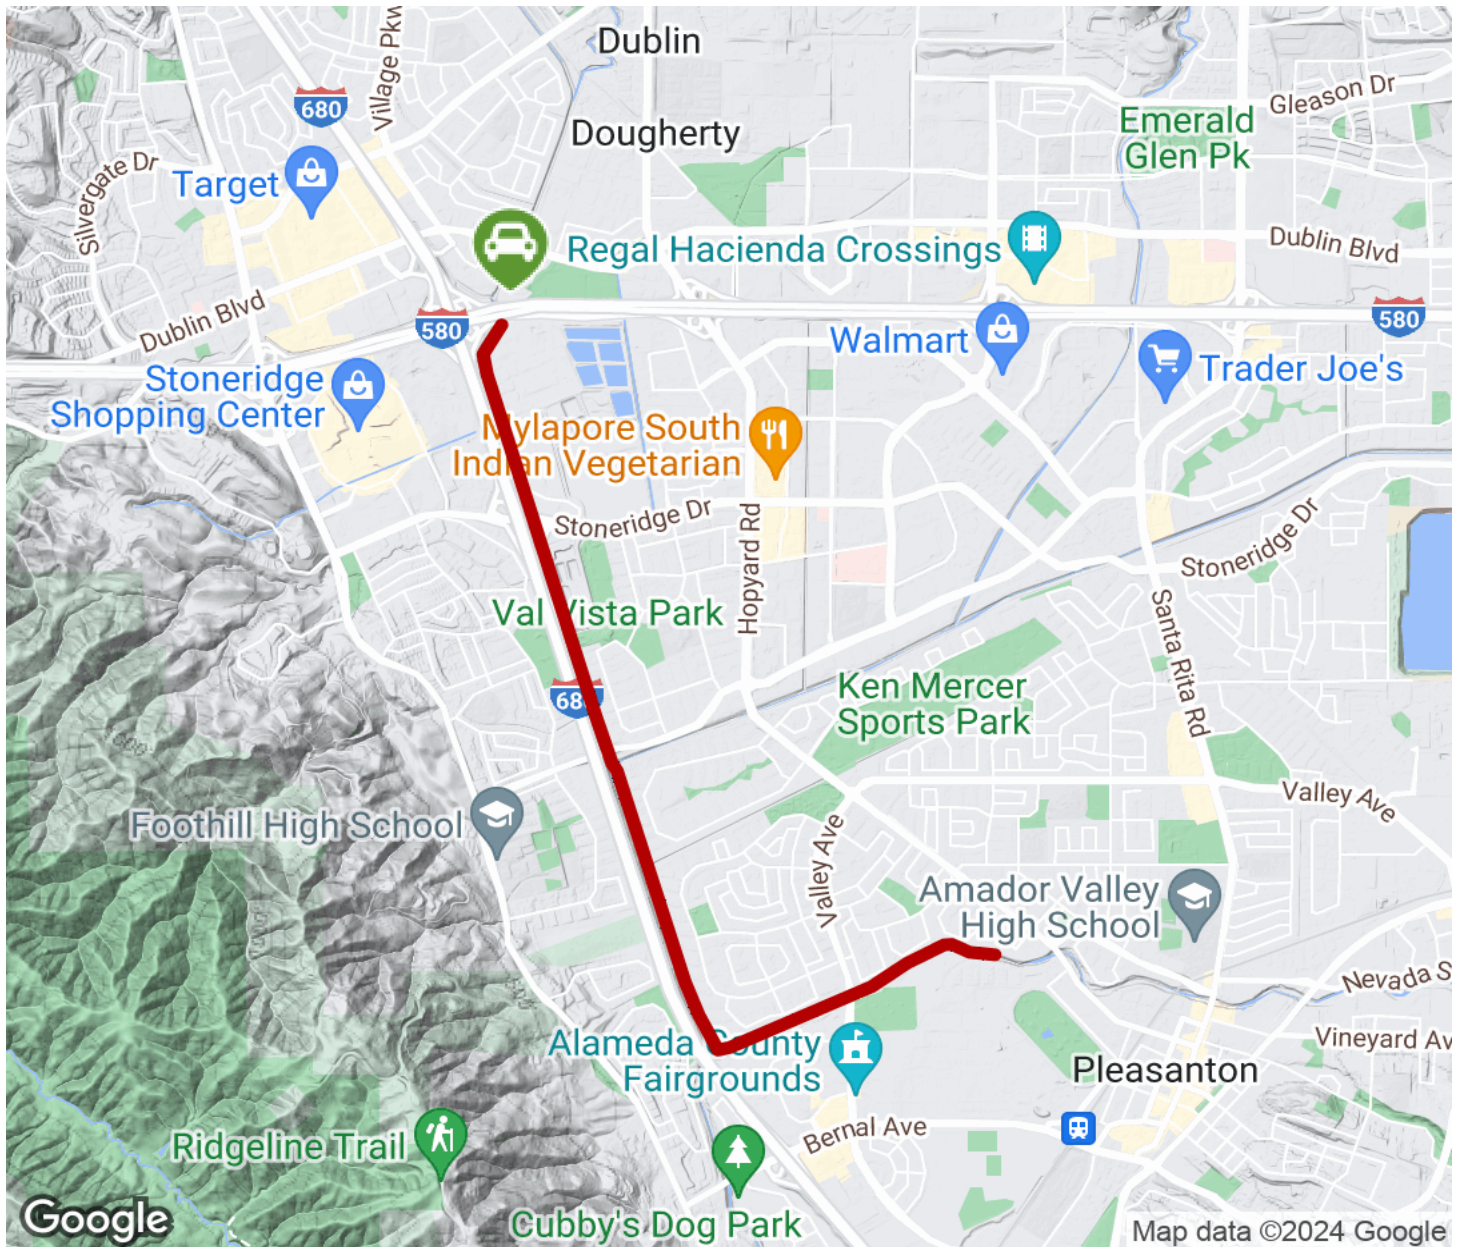 Dublin
680
Village Pkw
Gleason Dr
Dougherty
Emerald
Glen Pk
Silvergate Dr
Target
Dublin Blvd
Regal Hacienda Crossings
Dublin Blvd
580
580
Walmart
Trader Joe's
Stoneridge
Shopping Center
Mylapore South
Indian Vegetarian
Stoneridge Dr
Hopyard Rd
Stoneridge Dr
Val Vista Park
Santa Rita Rd
680
Ken Mercer
Sports Park
1600
Valley Ave
Foothill High School
Valley Ave
Amador Valley
High School
Nevada S
Alameda County
Fairgrounds
Vineyard Av
Pleasanton
Bernal Ave
Ridgeline Trail
Cubby's Dog Park
Google
Map data ©2024 Google